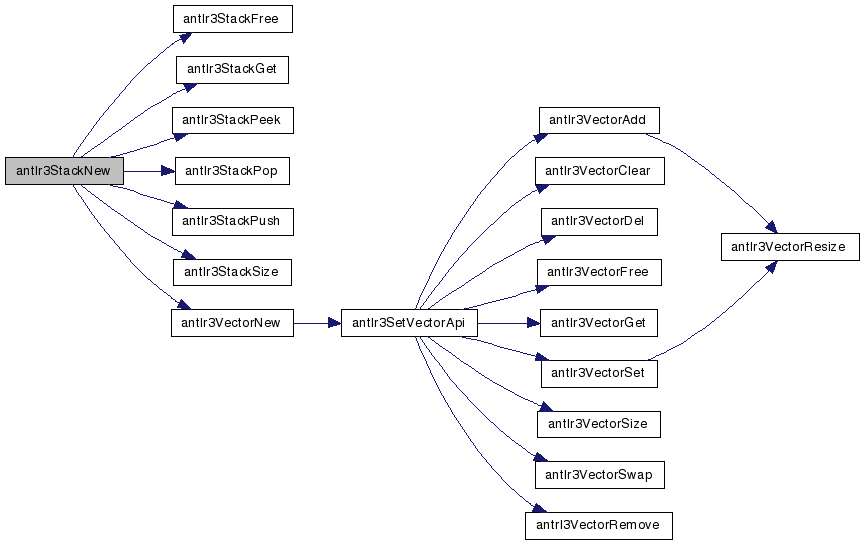 antlr3StackFree
antlr3StackGet
antlr3StackPeek
antlr3StackNew
antlr3StackPop
antlr3StackPush
antlr3StackSize
antlr3VectorNew
antlr3SetVectorApi
antlr3VectorAdd
antlr3VectorClear
antlr3VectorDel
antlr3VectorFree
antlr3VectorGet
antlr3VectorSet
antlr3VectorSize
antlr3VectorSwap
antrl3VectorRemove
antlr3VectorResize